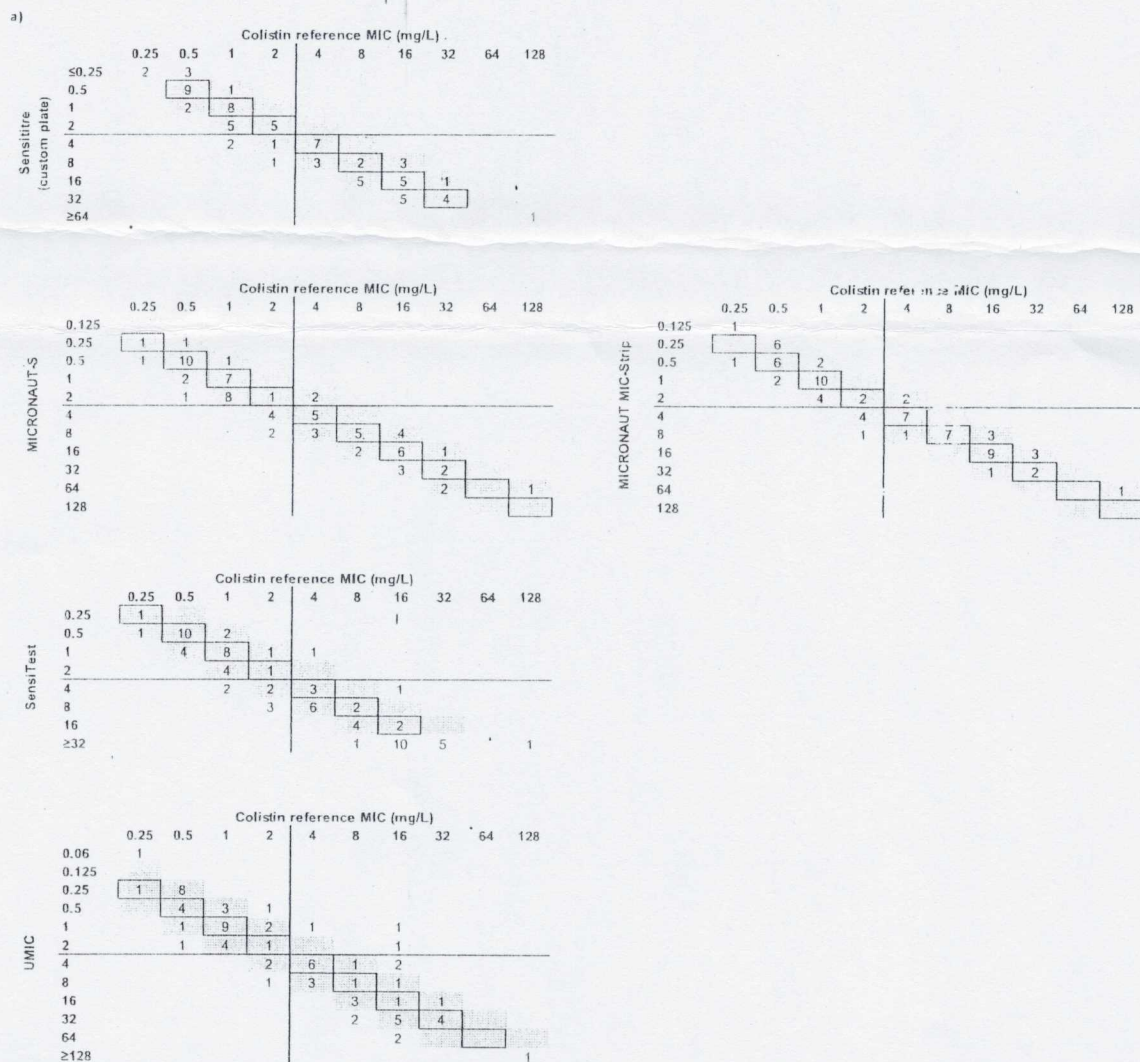 a)
Colistin reference MIC (mg/L)
0.25 0.5 1 2 4 8 16 32 64 128
Sensititre
(custom plate)
≤0.25 2 3
0.5 9 1
1 2 8
2 5 5
4 2 1 7
8 1 3 2 3
16 5 5 1
32 5 4
≥64 1
Colistin reference MIC (mg/L)
0.25 0.5 1 2 4 8 16 32 64 128
MICRONAUT-S
0.125
0.25 1 1
0.5 1 10 1
1 2 7
2 1 8 1 2
4 4 5
8 2 3 5 4
16 2 6 1
32 3 2
64 2 1
128
Colistin reference MIC (mg/L)
0.25 0.5 1 2 4 8 16 32 64 128
MICRONAUT MIC-Strip
0.125 1
0.25 6
0.5 1 6 2
1 2 10
2 4 2 2
4 4 7
8 1 1 7 3
16 9 3
32 1 2
64 1
128
Colistin reference MIC (mg/L)
0.25 0.5 1 2 4 8 16 32 64 128
SensiTest
0.25 1
0.5 1 10 2
1 4 8 1 1
2 4 1
4 2 2 3 1
8 3 6 2
16 4 2
≥32 1 10 5 1
Colistin reference MIC (mg/L)
0.25 0.5 1 2 4 8 16 32 64 128
UMIC
0.06 1
0.125
0.25 1 8
0.5 4 3 1
1 1 9 2 1 1
2 1 4 1 1
4 2 6 1 2
8 1 3 1 1
16 3 1 1
32 2 5 4
64 2
≥128 1